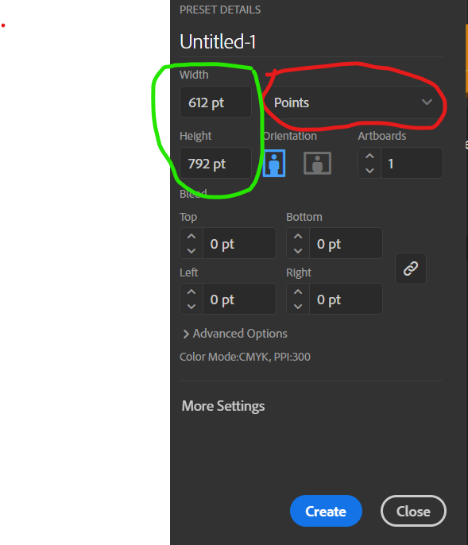 PRESET DETAILS
Untitled-1
Width
612 pt
Points
Height
Orientation
Artboards
792 pt
1
Bleed
Top
Bottom
0 pt
0 pt
Left
Right
0 pt
0 pt
Advanced Options
Color Mode:CMYK, PPI:300
More Settings
Create
Close